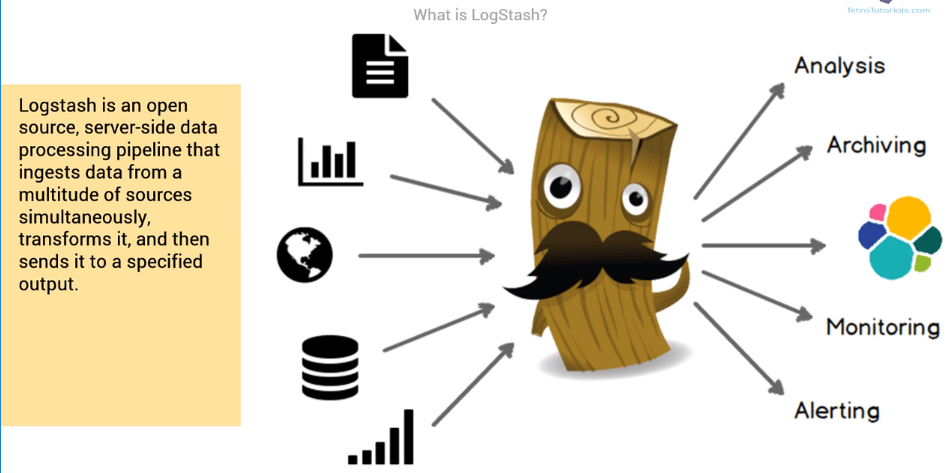 What is LogStash?
TetraTutorials.com
Logstash is an open
source, server-side data
processing pipeline that
ingests data from a
multitude of sources
simultaneously,
transforms it, and then
sends it to a specified
output.
Analysis
Archiving
Monitoring
Alerting